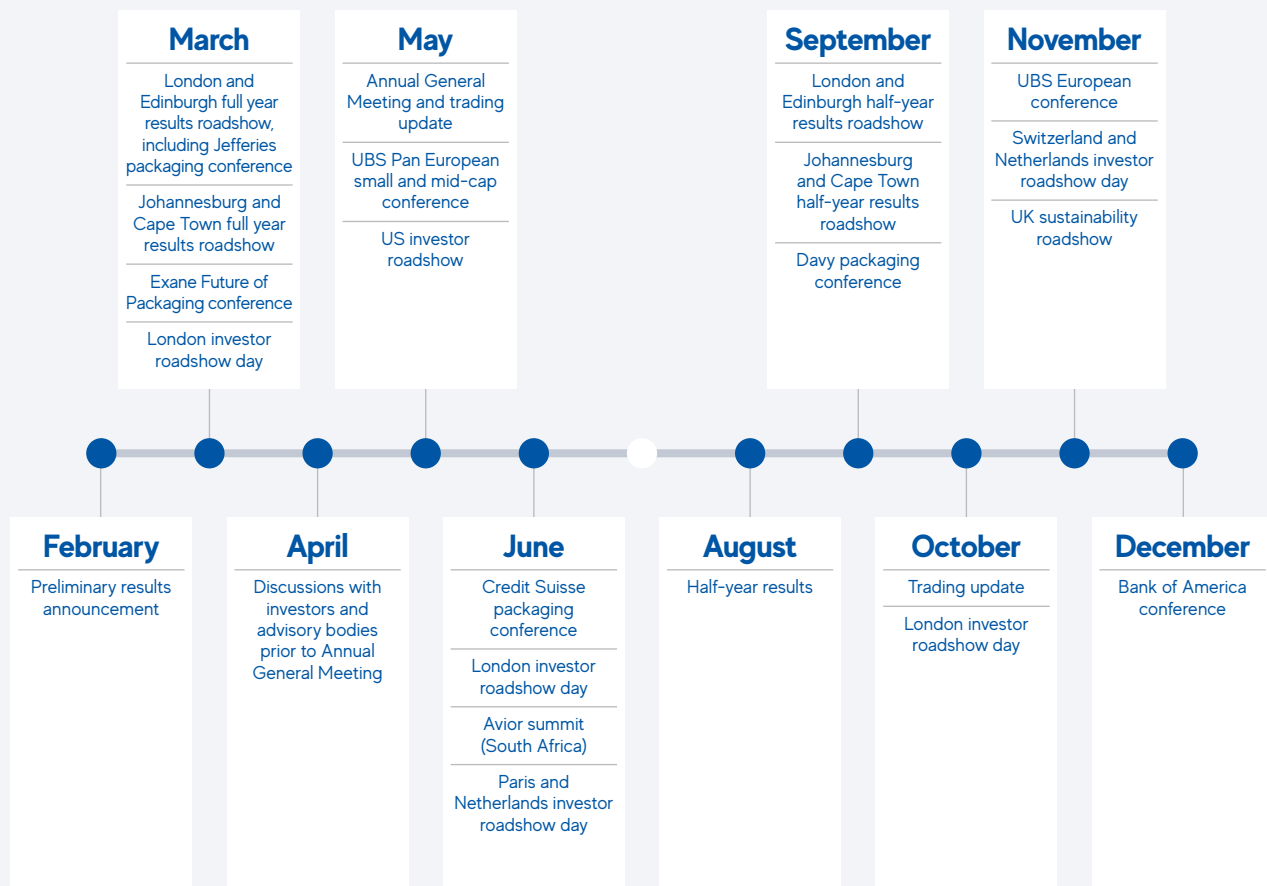 March
London and
Edinburgh full year
results roadshow,
including Jefferies
packaging conference
Johannesburg and
Cape Town full year
results roadshow
Exane Future of
Packaging conference
London investor
roadshow day
May
Annual General
Meeting and trading
update
UBS Pan European
small and mid-cap
conference
US investor
roadshow
September
London and
Edinburgh half-year
results roadshow
Johannesburg
and Cape Town
half-year results
roadshow
Davy packaging
conference
November
UBS European
conference
Switzerland and
Netherlands investor
roadshow day
UK sustainability
roadshow
February
Preliminary results
announcement
April
Discussions with
investors and
advisory bodies
prior to Annual
General Meeting
June
Credit Suisse
packaging
conference
London investor
roadshow day
Avior summit
(South Africa)
Paris and
Netherlands investor
roadshow day
August
Half-year results
October
Trading update
London investor
roadshow day
December
Bank of America
conference